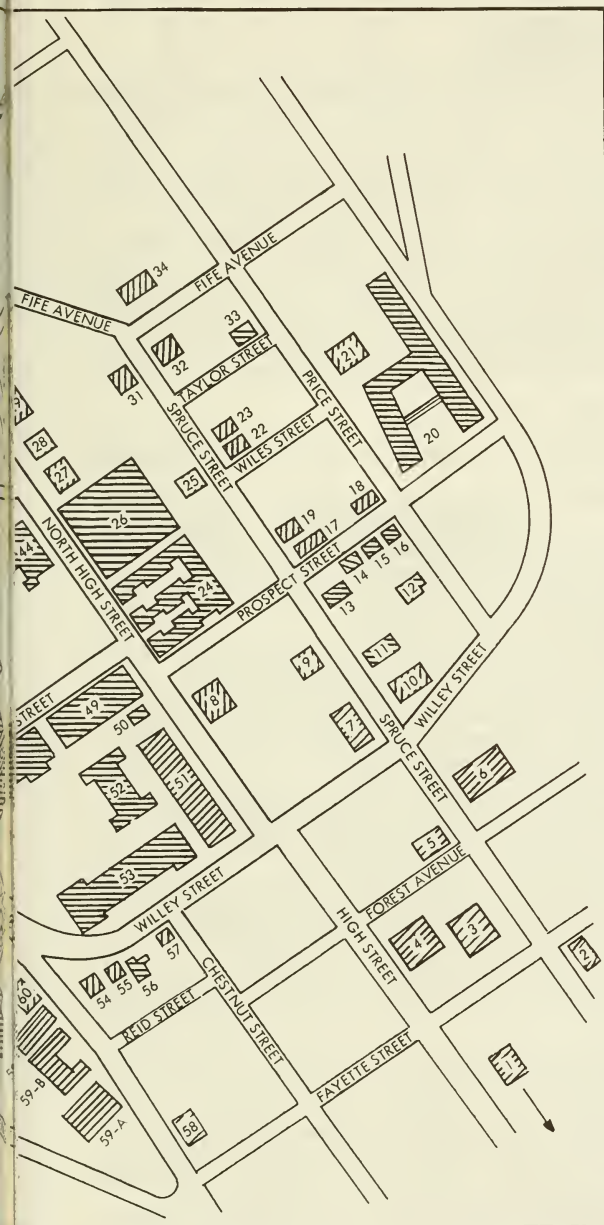 34
FIFE AVENUE
FIFE AVENUE
33
32
TAYLOR STREET
21
31
23
22
WILES STREET
PRICE STREET
SPRUCE STREET
20
28
27
25
26
19
17
18
44
NORTH HIGH STREET
24
PROSPECT STREET
14
15
16
13
12
9
11
10
8
7
STREET
49
50
SPRUCE STREET
WILLEY STREET
6
52
51
5
53
WILLEY STREET
FOREST AVENUE
HIGH STREET
4
3
2
57
56
55
54
REID STREET
CHESTNUT STREET
60
59-B
59-A
FAYETTE STREET
1
58